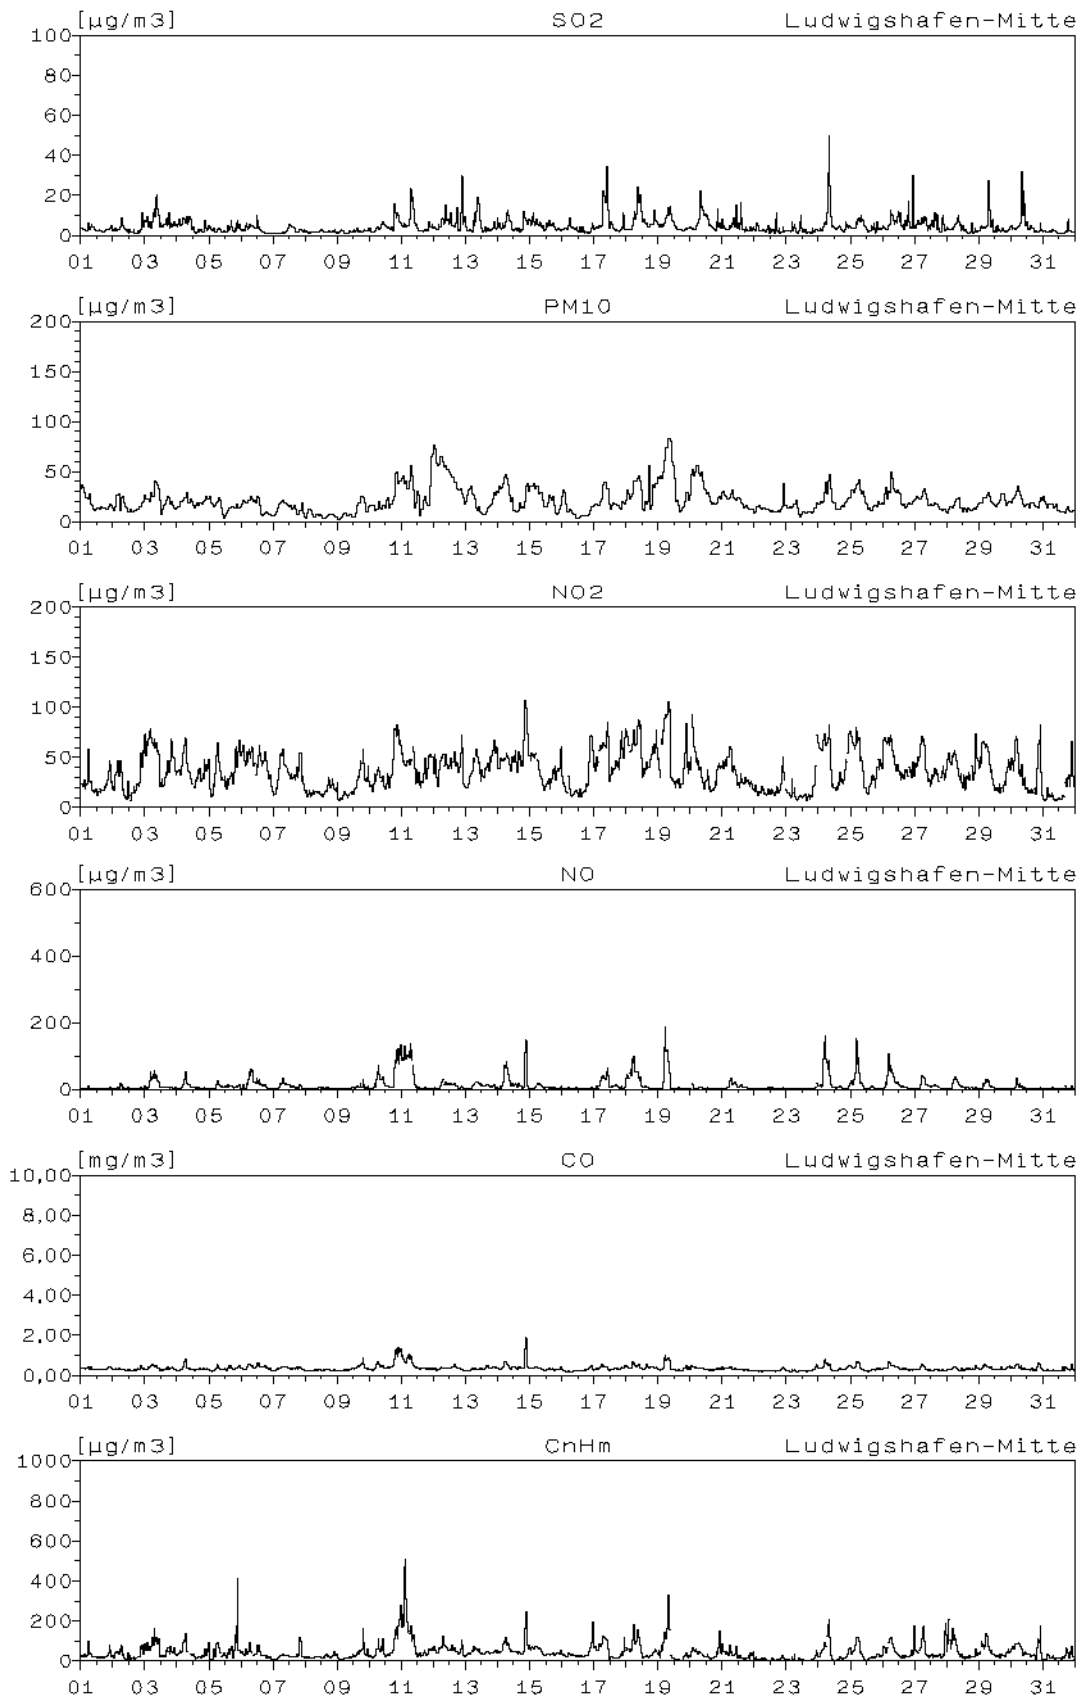 [µg/m3] SO2 Ludwigshafen-Mitte
100
80
60
40
20
0
01 03 05 07 09 11 13 15 17 19 21 23 25 27 29 31
[µg/m3] PM10 Ludwigshafen-Mitte
200
150
100
50
0
01 03 05 07 09 11 13 15 17 19 21 23 25 27 29 31
[µg/m3] NO2 Ludwigshafen-Mitte
200
150
100
50
0
01 03 05 07 09 11 13 15 17 19 21 23 25 27 29 31
[µg/m3] NO Ludwigshafen-Mitte
600
400
200
0
01 03 05 07 09 11 13 15 17 19 21 23 25 27 29 31
[mg/m3] CO Ludwigshafen-Mitte
10,00
8,00
6,00
4,00
2,00
0,00
01 03 05 07 09 11 13 15 17 19 21 23 25 27 29 31
[µg/m3] CnHm Ludwigshafen-Mitte
1000
800
600
400
200
0
01 03 05 07 09 11 13 15 17 19 21 23 25 27 29 31